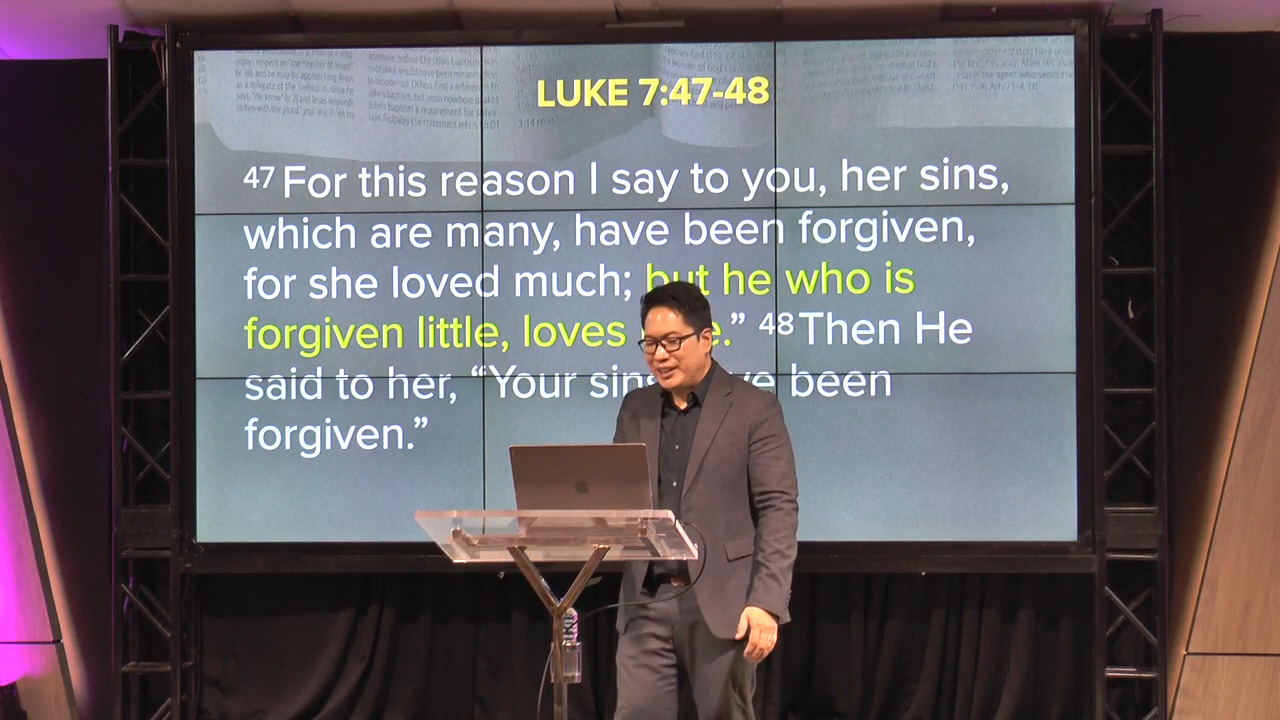 LUKE 7:47-48
47 For this reason I say to you, her sins,
which are many, have been forgiven,
for she loved much; but he who is
forgiven little, loves e.” 48 Then He
said to her, “Your sins ve been
forgiven.”